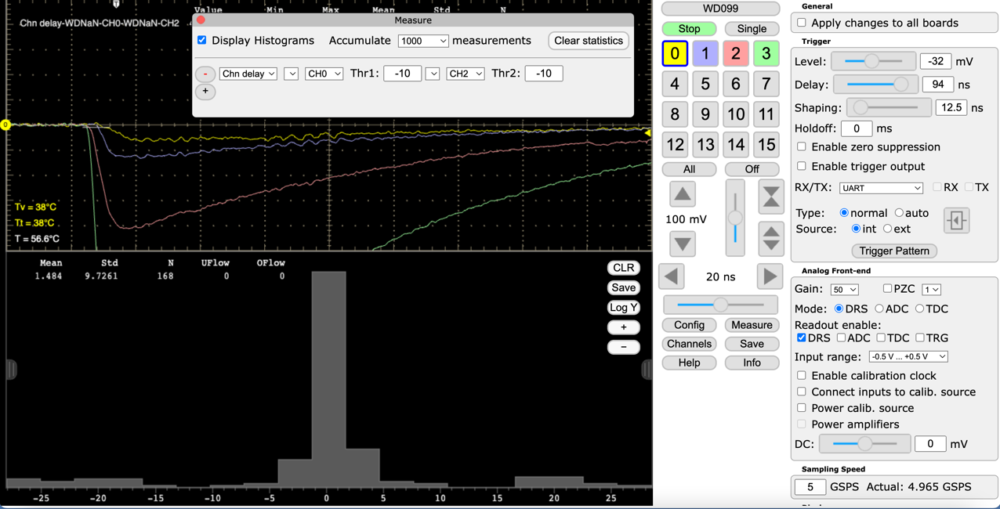 Value Min Max Mean Std N
Chn delay-WDNaN-CH0-WDNaN-CH2
Measure
Display Histograms Accumulate 1000 measurements Clear statistics
- Chn delay CH0 Thr1: -10 CH2 Thr2: -10
+
T
0
Tv = 38°C
Tt = 38°C
T = 56.6°C
Mean Std N UFlow OFlow
1.484 9.7261 168 0 0
CLR
Save
Log Y
+
−
-25 -20 -15 -10 -5 0 5 10 15 20 25
WD099
Stop Single
0 1 2 3
4 5 6 7
8 9 10 11
12 13 14 15
All Off
100 mV
20 ns
Config Measure
Channels Save
Help Info
General
Apply changes to all boards
Trigger
Level: -32 mV
Delay: 94 ns
Shaping: 12.5 ns
Holdoff: 0 ms
Enable zero suppression
Enable trigger output
RX/TX: UART RX TX
Type: normal auto
Source: int ext
Trigger Pattern
Analog Front-end
Gain: 50 PZC 1
Mode: DRS ADC TDC
Readout enable:
DRS ADC TDC TRG
Input range: -0.5 V ... +0.5 V
Enable calibration clock
Connect inputs to calib. source
Power calib. source
Power amplifiers
DC: 0 mV
Sampling Speed
5 GSPS Actual: 4.965 GSPS